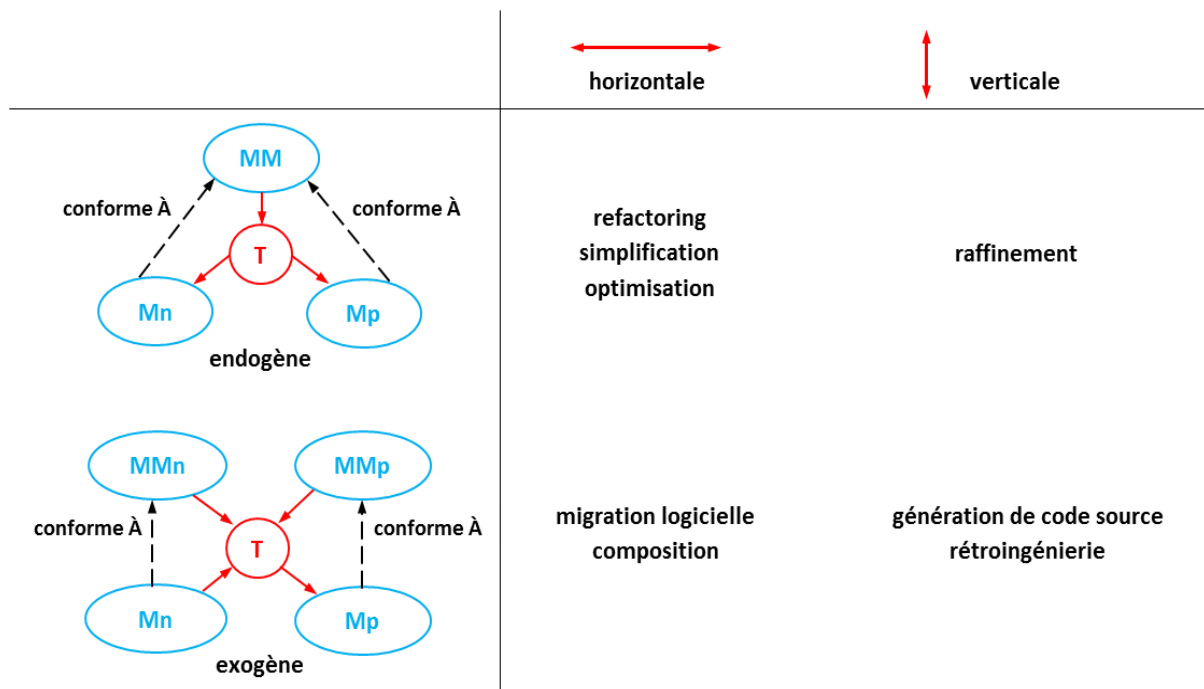 horizontale
verticale
MM
conforme À
conforme À
T
Mn
Mp
endogène
refactoring
simplification
optimisation
raffinement
MMn
MMp
conforme À
conforme À
T
Mn
Mp
exogène
migration logicielle
composition
génération de code source
rétroingénierie